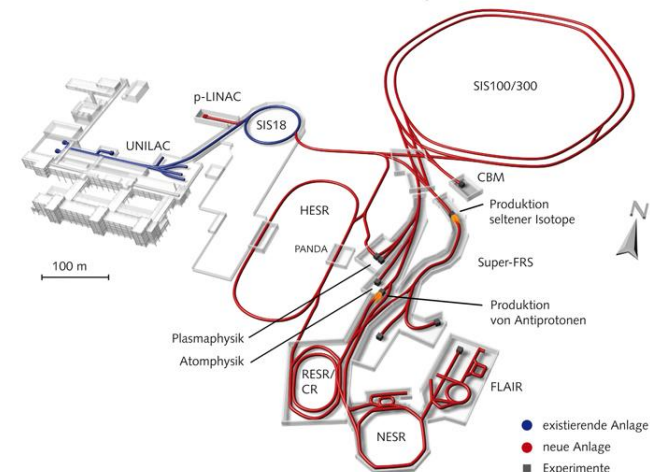 SIS100/300
p-LINAC
SIS18
UNILAC
CBM
Produktion
seltener Isotope
HESR
N
PANDA
Super-FRS
100 m
Produktion
von Antiprotonen
Plasmaphysik
Atomphysik
RESR/
CR
FLAIR
NESR
existierende Anlage
neue Anlage
Experimente